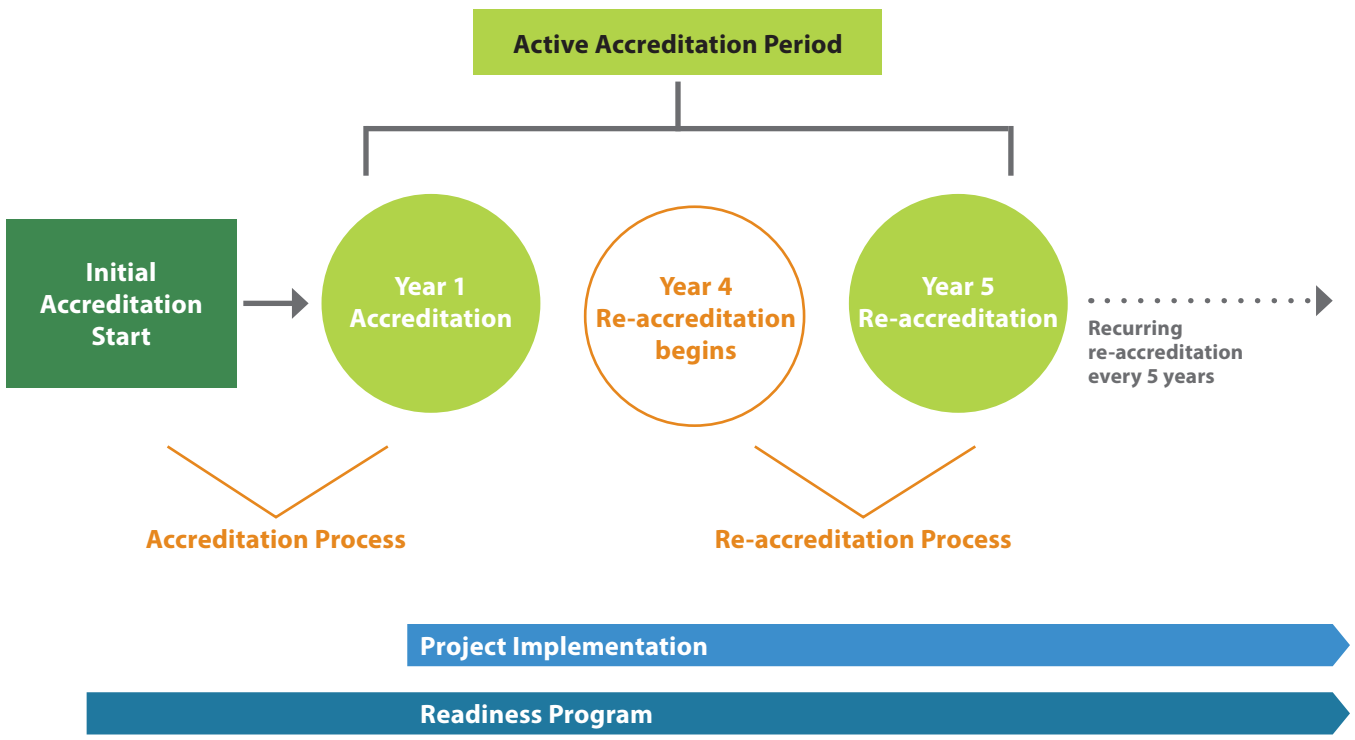 Active Accreditation Period
Initial
Accreditation
Start
Year 1
Accreditation
Year 4
Re-accreditation
begins
Year 5
Re-accreditation
Recurring
re-accreditation
every 5 years
Accreditation Process
Re-accreditation Process
Project Implementation
Readiness Program